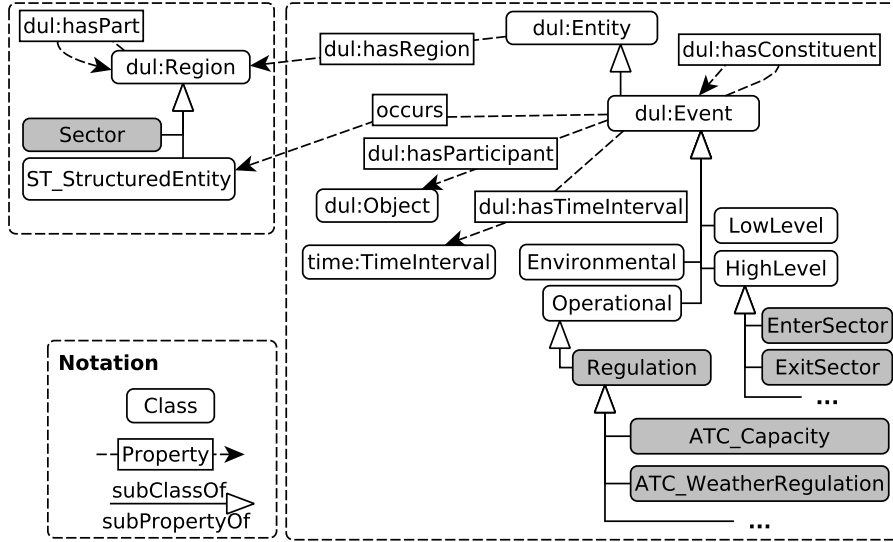 dul:hasPart
dul:Region
Sector
ST_StructuredEntity
dul:Entity
dul:hasRegion
dul:hasConstituent
occurs
dul:Event
dul:hasParticipant
dul:Object
dul:hasTimeInterval
time:TimeInterval
LowLevel
Environmental
HighLevel
Operational
EnterSector
Regulation
ExitSector
...
ATC_Capacity
ATC_WeatherRegulation
...
Notation
Class
Property
subClassOf
subPropertyOf